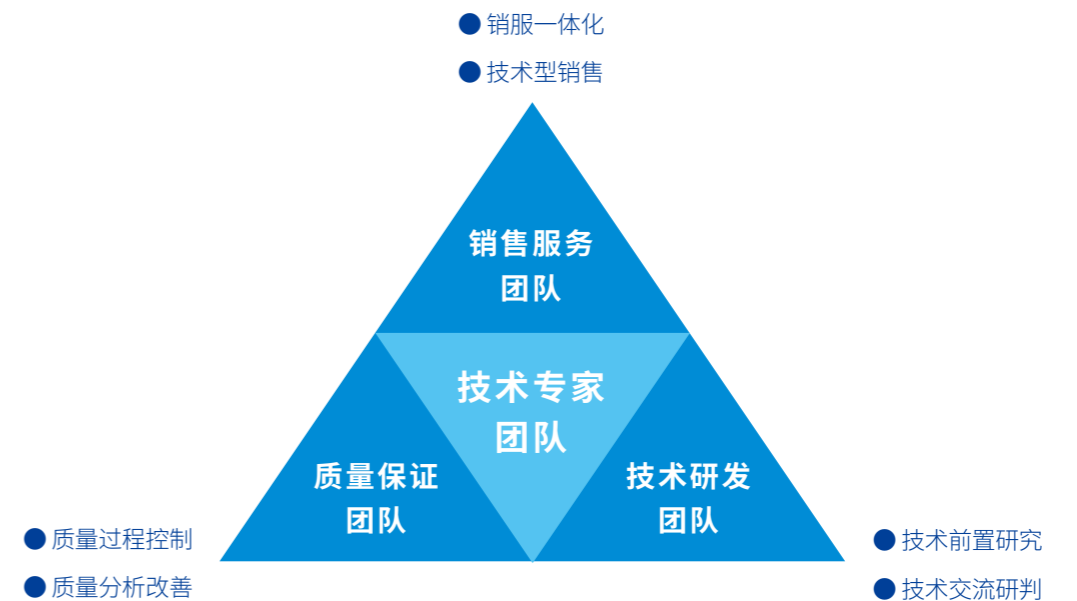 销服一体化
技术型销售
销售服务
团队
技术专家
团队
质量保证
团队
技术研发
团队
质量过程控制
质量分析改善
技术前置研究
技术交流研判